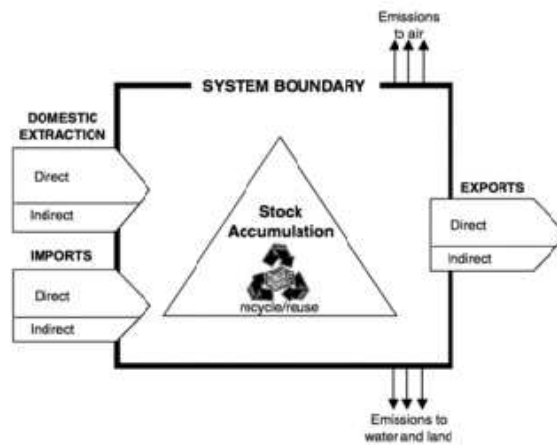 Emissions
to air
SYSTEM BOUNDARY
DOMESTIC
EXTRACTION
Direct
Indirect
IMPORTS
Direct
Indirect
Stock
Accumulation
recycle/reuse
EXPORTS
Direct
Indirect
Emissions to
water and land